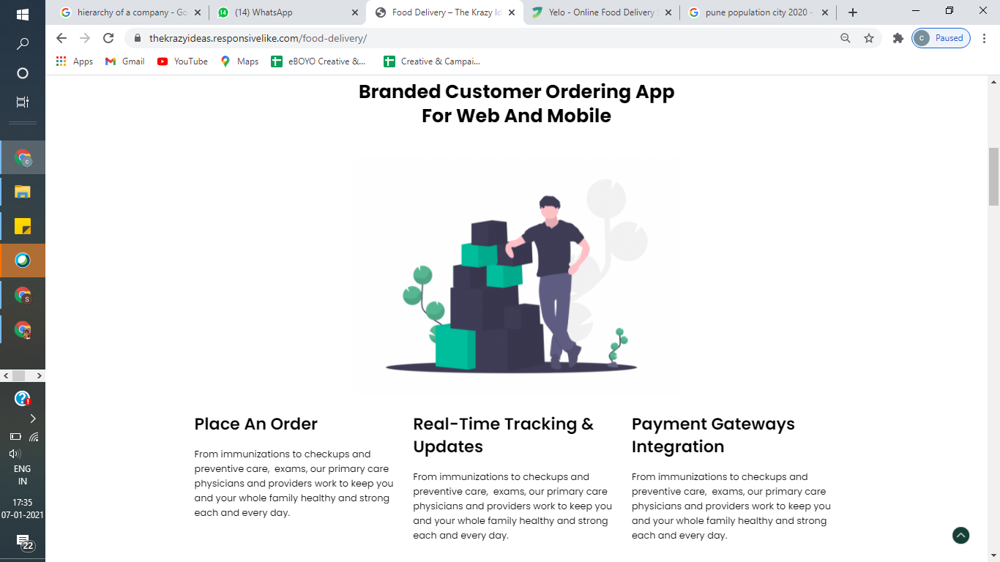 hierarchy of a company - Go
(14) WhatsApp
Food Delivery – The Krazy Id
Yelo - Online Food Delivery S
pune population city 2020 -
thekrazyideas.responsivelike.com/food-delivery/
c
Paused
Apps
Gmail
YouTube
Maps
eBOYO Creative &...
Creative & Campai...
Branded Customer Ordering App
For Web And Mobile
Place An Order
From immunizations to checkups and
preventive care,  exams, our primary care
physicians and providers work to keep you
and your whole family healthy and strong
each and every day.
Real-Time Tracking &
Updates
From immunizations to checkups and
preventive care,  exams, our primary care
physicians and providers work to keep you
and your whole family healthy and strong
each and every day.
Payment Gateways
Integration
From immunizations to checkups and
preventive care,  exams, our primary care
physicians and providers work to keep you
and your whole family healthy and strong
each and every day.
c
S
ENG
IN
17:35
07-01-2021
22